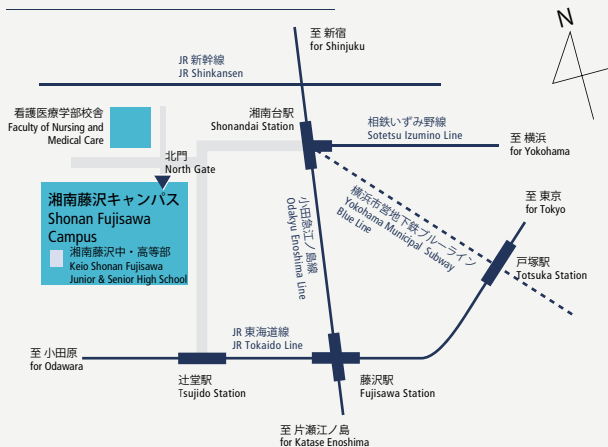 N
至 新宿
for Shinjuku
JR 新幹線
JR Shinkansen
看護医療学部校舎
Faculty of Nursing and
Medical Care
湘南台駅
Shonandai Station
相鉄いずみ野線
Sotetsu Izumino Line
至 横浜
for Yokohama
北門
North Gate
湘南藤沢キャンパス
Shonan Fujisawa
Campus
湘南藤沢中・高等部
Keio Shonan Fujisawa
Junior & Senior High School
小田急江ノ島線
Odakyu Enoshima Line
横浜市営地下鉄ブルーライン
Yokohama Municipal Subway
Blue Line
至 東京
for Tokyo
戸塚駅
Totsuka Station
JR 東海道線
JR Tokaido Line
至 小田原
for Odawara
辻堂駅
Tsujido Station
藤沢駅
Fujisawa Station
至 片瀬江ノ島
for Katase Enoshima